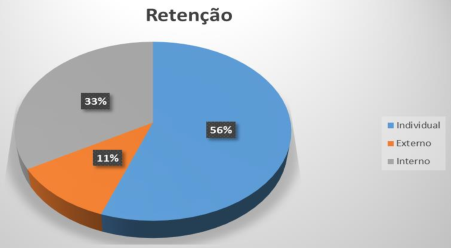 Retenção
33%
56%
11%
Individual
Externo
Interno